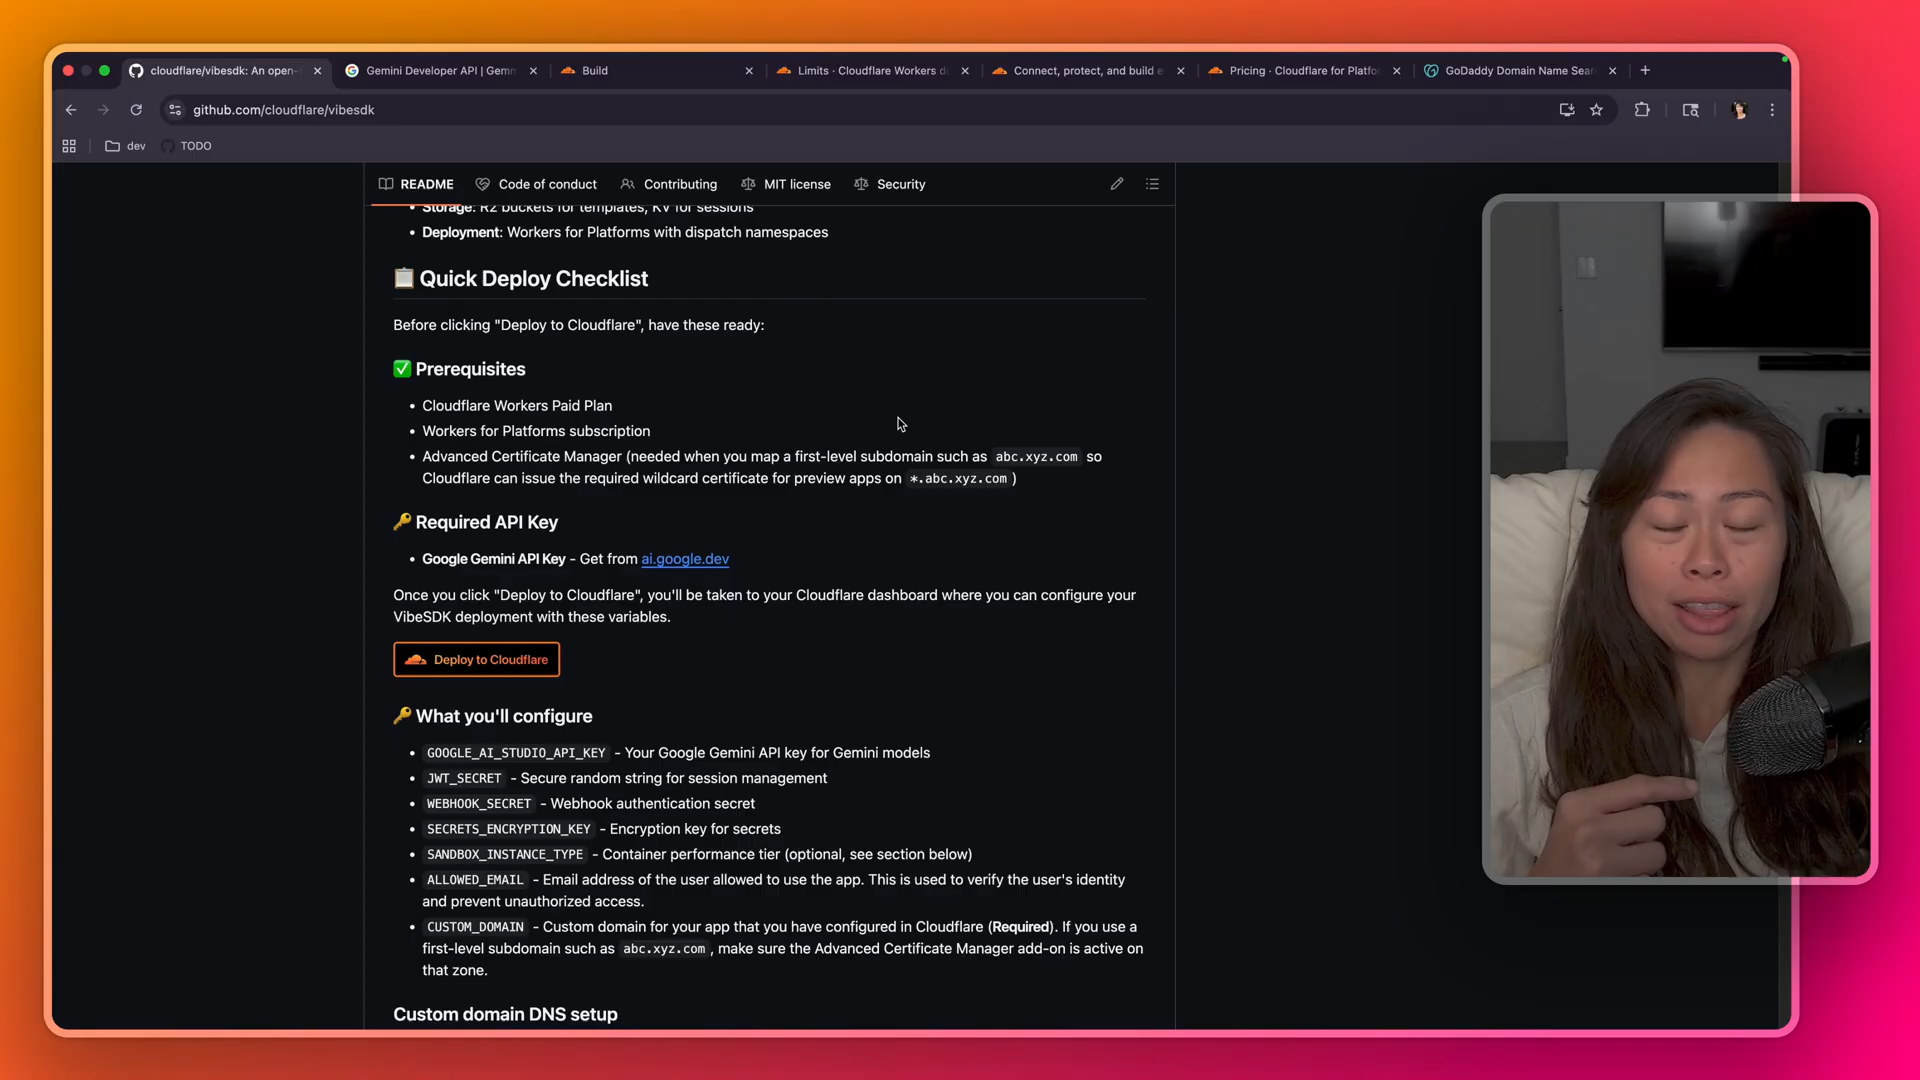 cloudflare/vibesdk: An open-
Gemini Developer API | Gemm
Build
Limits · Cloudflare Workers d
Connect, protect, and build e
Pricing · Cloudflare for Platfo
GoDaddy Domain Name Sear
github.com/cloudflare/vibesdk
dev
TODO
README
Code of conduct
Contributing
MIT license
Security
Storage: R2 buckets for templates, KV for sessions
Deployment: Workers for Platforms with dispatch namespaces
Quick Deploy Checklist
Before clicking "Deploy to Cloudflare", have these ready:
Prerequisites
Cloudflare Workers Paid Plan
Workers for Platforms subscription
Advanced Certificate Manager (needed when you map a first-level subdomain such as abc.xyz.com so
Cloudflare can issue the required wildcard certificate for preview apps on *.abc.xyz.com )
Required API Key
Google Gemini API Key - Get from ai.google.dev
Once you click "Deploy to Cloudflare", you'll be taken to your Cloudflare dashboard where you can configure your
VibeSDK deployment with these variables.
Deploy to Cloudflare
What you'll configure
GOOGLE_AI_STUDIO_API_KEY - Your Google Gemini API key for Gemini models
JWT_SECRET - Secure random string for session management
WEBHOOK_SECRET - Webhook authentication secret
SECRETS_ENCRYPTION_KEY - Encryption key for secrets
SANDBOX_INSTANCE_TYPE - Container performance tier (optional, see section below)
ALLOWED_EMAIL - Email address of the user allowed to use the app. This is used to verify the user's identity
and prevent unauthorized access.
CUSTOM_DOMAIN - Custom domain for your app that you have configured in Cloudflare (Required). If you use a
first-level subdomain such as abc.xyz.com , make sure the Advanced Certificate Manager add-on is active on
that zone.
Custom domain DNS setup